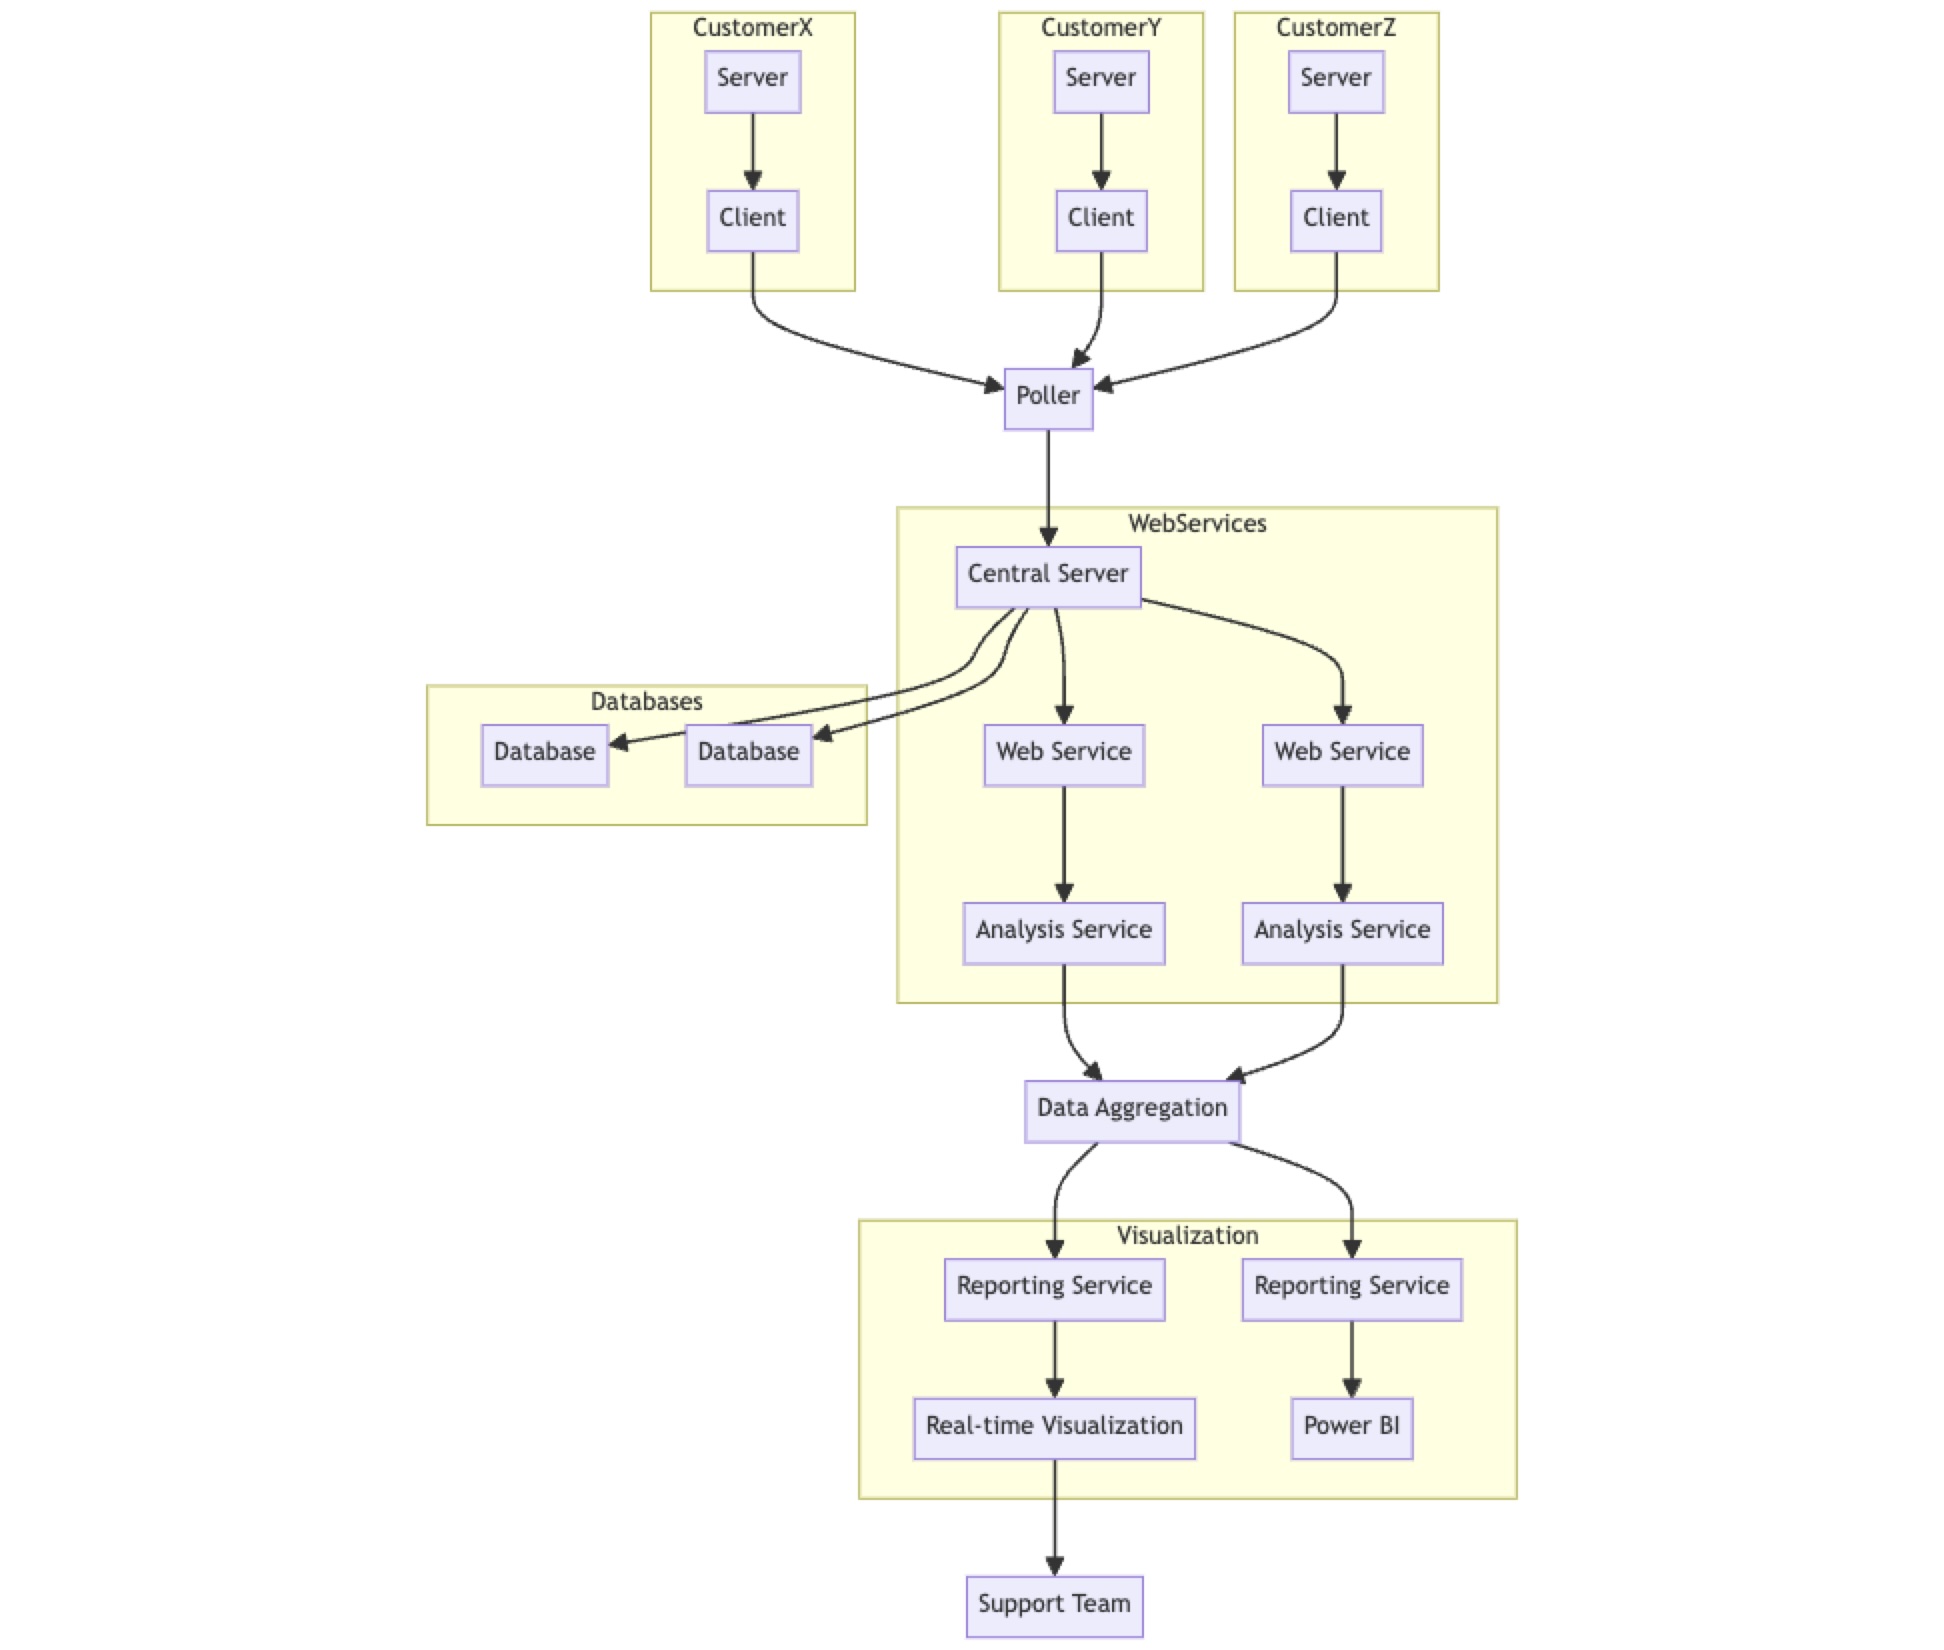 CustomerX
CustomerY
CustomerZ
Server
Server
Server
Client
Client
Client
Poller
WebServices
Central Server
Databases
Database
Database
Web Service
Web Service
Analysis Service
Analysis Service
Data Aggregation
Visualization
Reporting Service
Reporting Service
Real-time Visualization
Power BI
Support Team